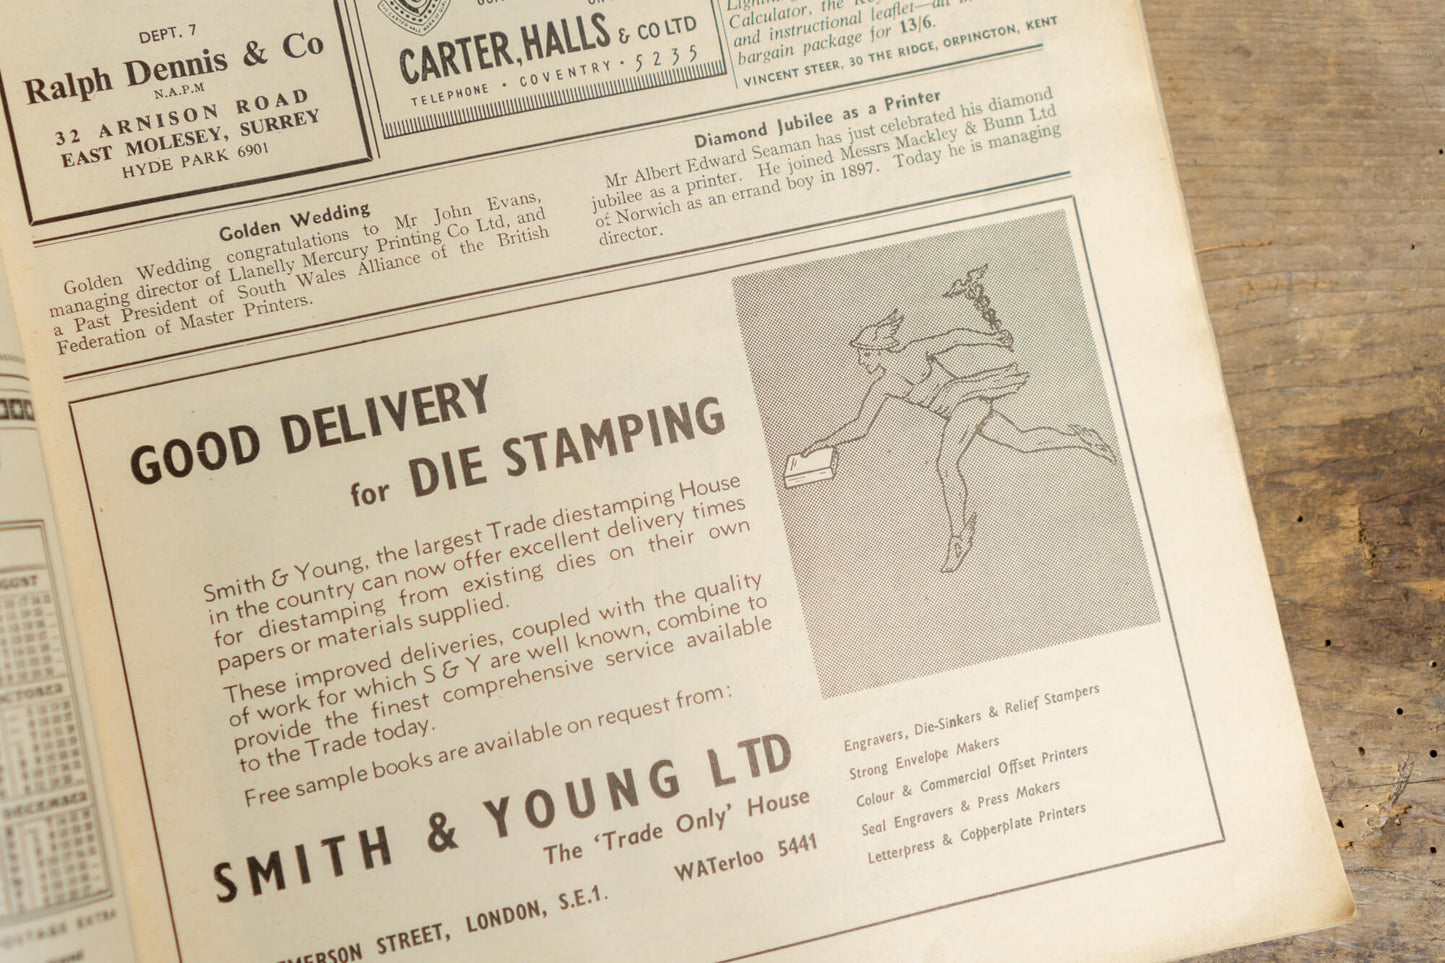 DEPT. 7
Ralph Dennis & Co
N.A.P.M
32 ARNISON ROAD
EAST MOLESEY, SURREY
HYDE PARK 6901
CARTER, HALLS & CO LTD
TELEPHONE · COVENTRY · 5235
Calculator, the
and instructional leaflet—all
bargain package for 13/6.
VINCENT STEER, 30 THE RIDGE, ORPINGTON, KENT
Golden Wedding
Golden Wedding congratulations to Mr John Evans,
managing director of Llanelly Mercury Printing Co Ltd, and
a Past President of South Wales Alliance of the British
Federation of Master Printers.
Diamond Jubilee as a Printer
Mr Albert Edward Seaman has just celebrated his diamond
jubilee as a printer. He joined Messrs Mackley & Bunn Ltd
of Norwich as an errand boy in 1897. Today he is managing
director.
GOOD DELIVERY
for DIE STAMPING
Smith & Young, the largest Trade diestamping House
in the country can now offer excellent delivery times
for diestamping from existing dies on their own
papers or materials supplied.
These improved deliveries, coupled with the quality
of work for which S & Y are well known, combine to
provide the finest comprehensive service available
to the Trade today.
Free sample books are available on request from:
SMITH & YOUNG LTD
The 'Trade Only' House
STREET, LONDON, S.E.1.
WATerloo 5441
Engravers, Die-Sinkers & Relief Stampers
Strong Envelope Makers
Colour & Commercial Offset Printers
Seal Engravers & Press Makers
Letterpress & Copperplate Printers
OCTOBER
DECEMBER
POSTAGE EXTRA